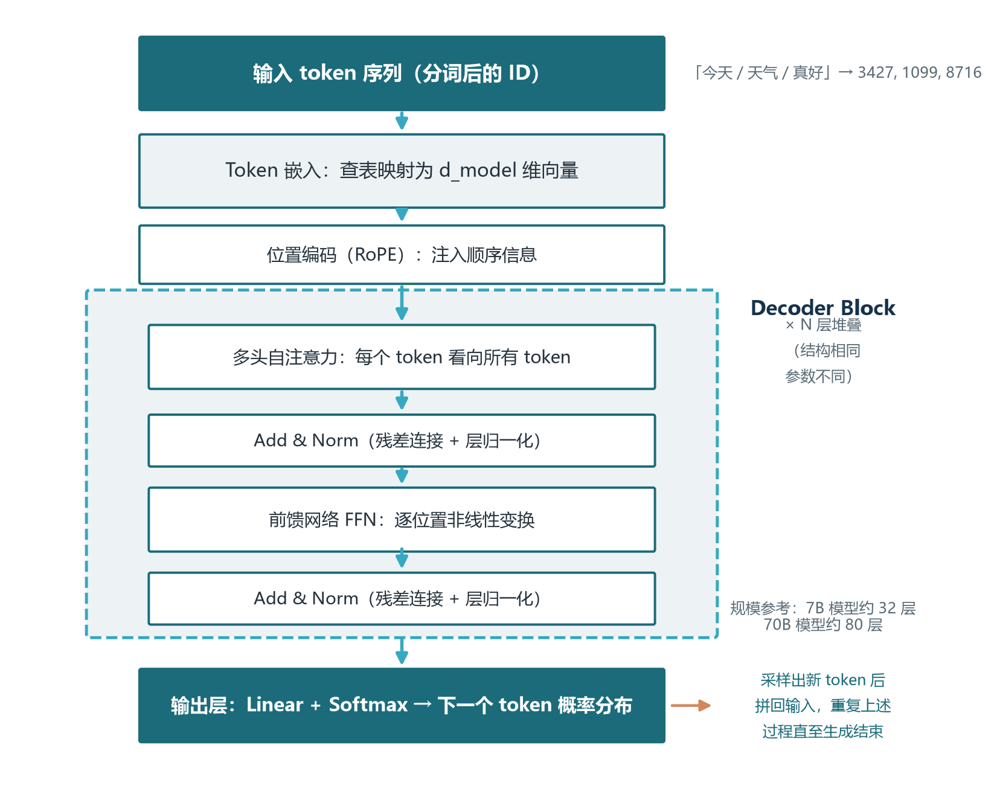 输入 token 序列（分词后的 ID）
「今天 / 天气 / 真好」→ 3427, 1099, 8716
Token 嵌入：查表映射为 d_model 维向量
位置编码（RoPE）：注入顺序信息
Decoder Block
× N 层堆叠
（结构相同
参数不同）
多头自注意力：每个 token 看向所有 token
Add & Norm（残差连接 + 层归一化）
前馈网络 FFN：逐位置非线性变换
Add & Norm（残差连接 + 层归一化）
规模参考：7B 模型约 32 层
70B 模型约 80 层
输出层：Linear + Softmax → 下一个 token 概率分布
采样出新 token 后
拼回输入，重复上述
过程直至生成结束